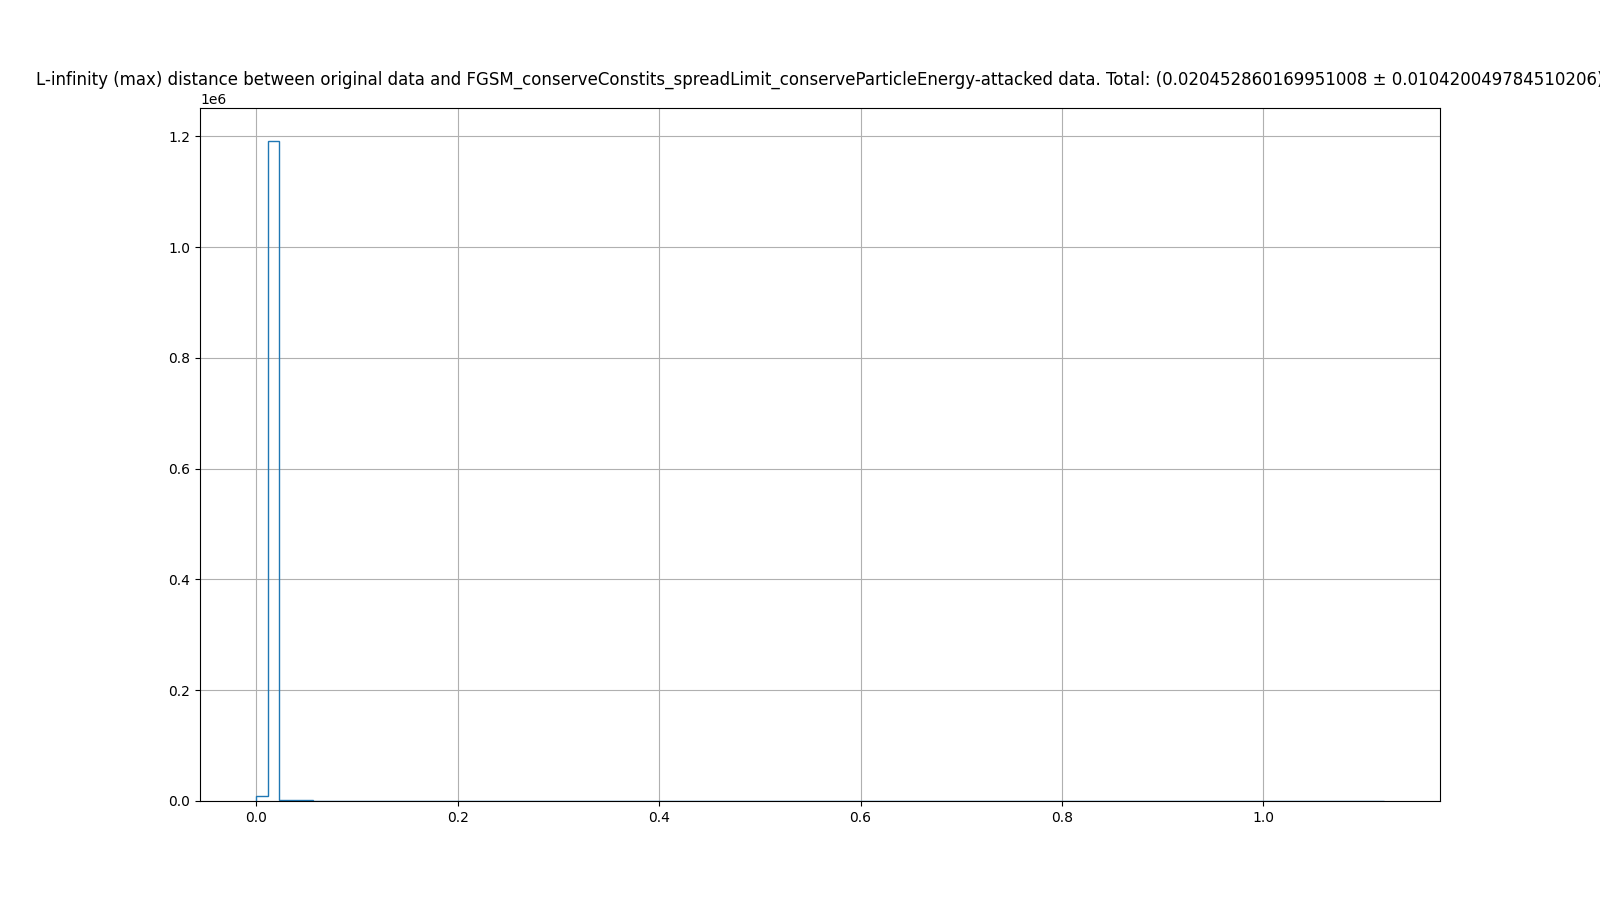 L-infinity (max) distance between original data and FGSM_conserveConstits_spreadLimit_conserveParticleEnergy-attacked data. Total: (0.020452860169951008 ± 0.010420049784510206)
1e6
1.2
1.0
0.8
0.6
0.4
0.2
0.0
0.0 0.2 0.4 0.6 0.8 1.0